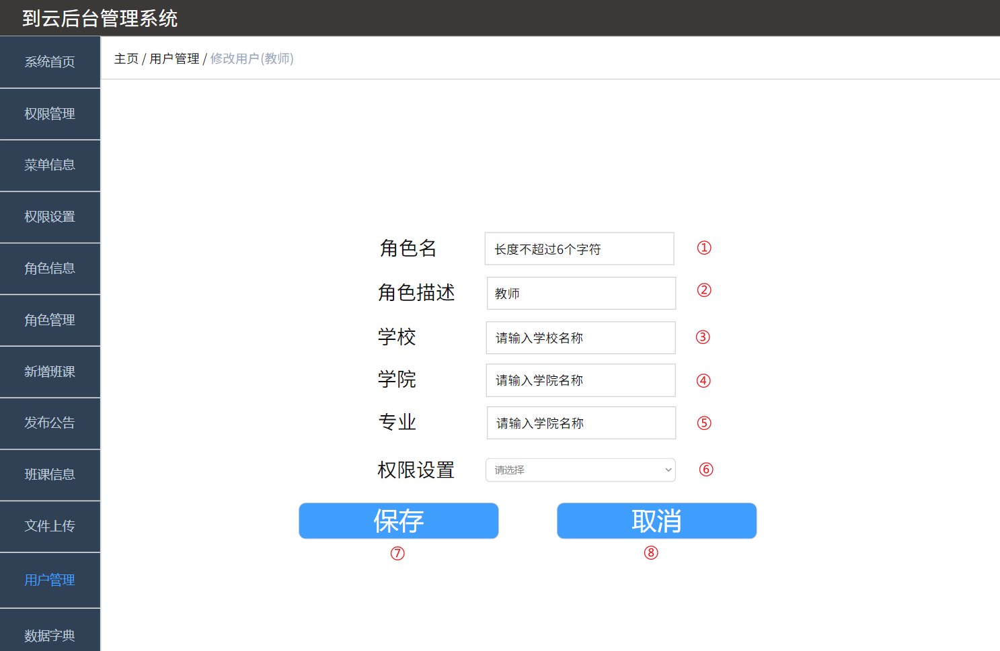 到云后台管理系统
主页 / 用户管理 / 修改用户(教师)
系统首页
权限管理
菜单信息
权限设置
角色信息
角色管理
新增班课
发布公告
班课信息
文件上传
用户管理
数据字典
角色名 长度不超过6个字符 ①
角色描述 教师 ②
学校 请输入学校名称 ③
学院 请输入学院名称 ④
专业 请输入学院名称 ⑤
权限设置 请选择 ⑥
保存 取消
⑦ ⑧